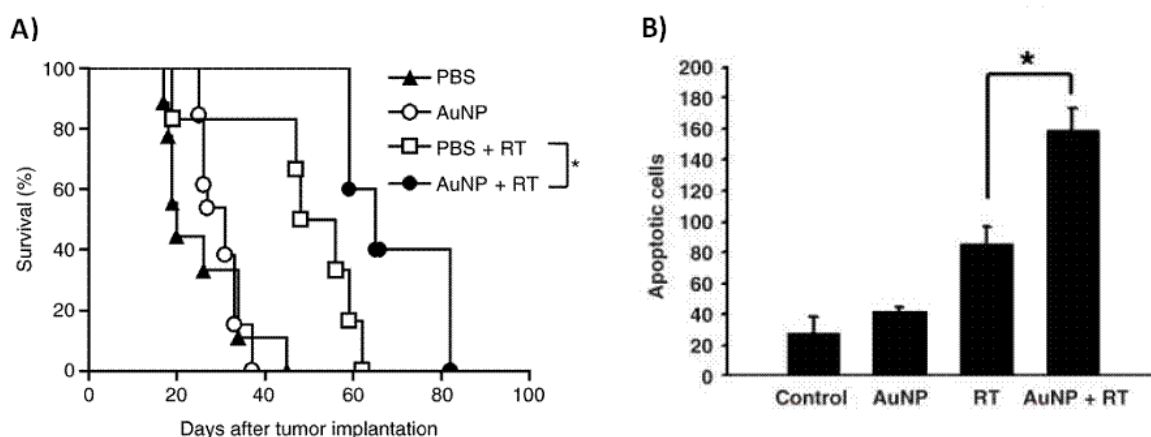 A)
100
80
60
40
20
0
Survival (%)
0 20 40 60 80 100
Days after tumor implantation
PBS
AuNP
PBS + RT
AuNP + RT
*
B)
200
180
160
140
120
100
80
60
40
20
0
Apoptotic cells
*
Control AuNP RT AuNP + RT